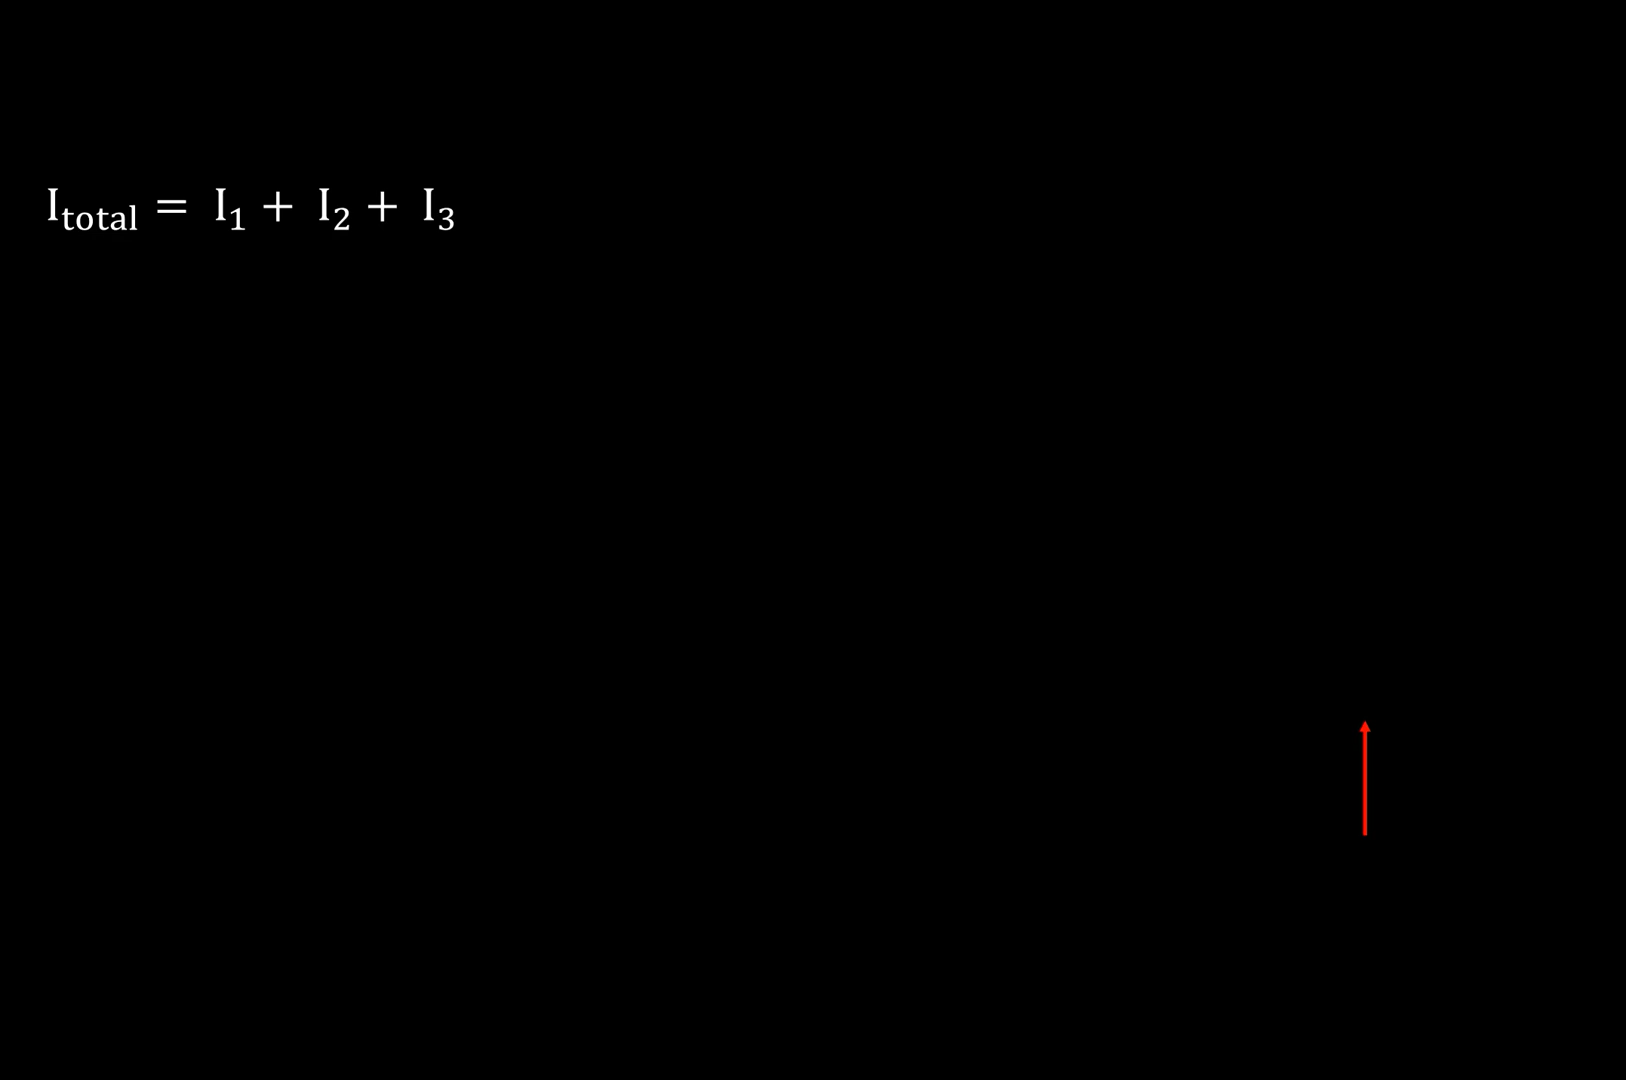 I_total = I_1 + I_2 + I_3